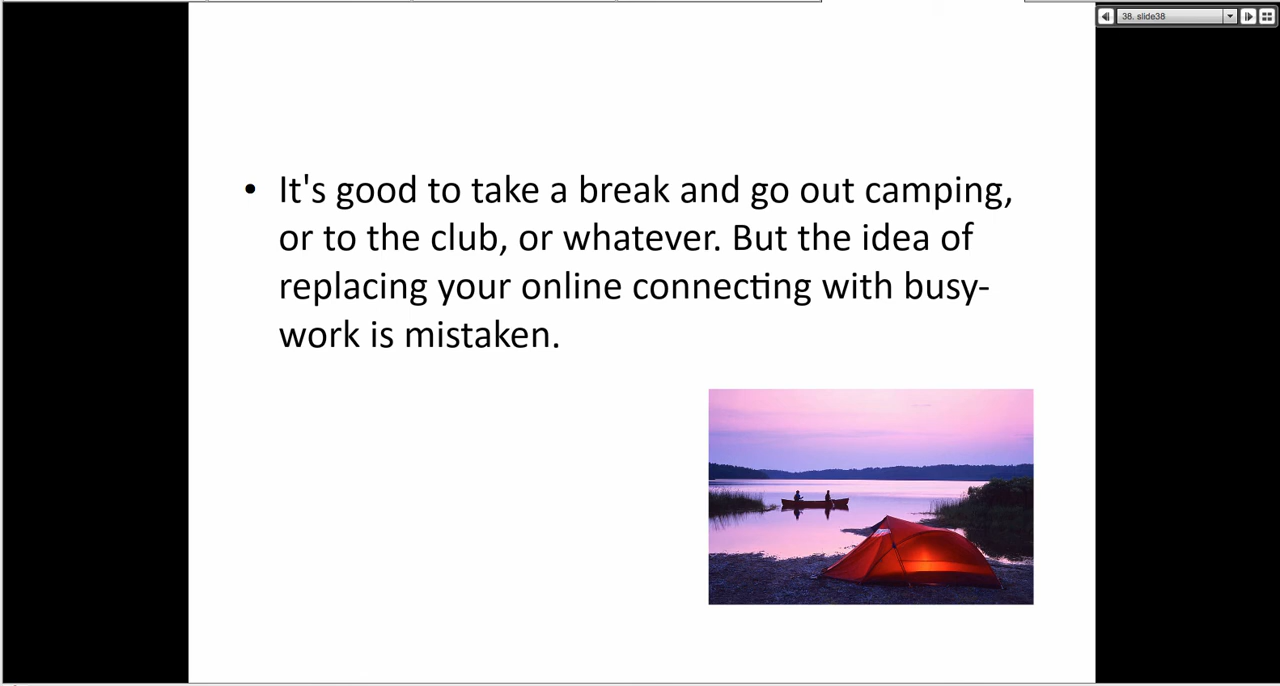 38. slide38
• It's good to take a break and go out camping,
or to the club, or whatever. But the idea of
replacing your online connecting with busy-
work is mistaken.